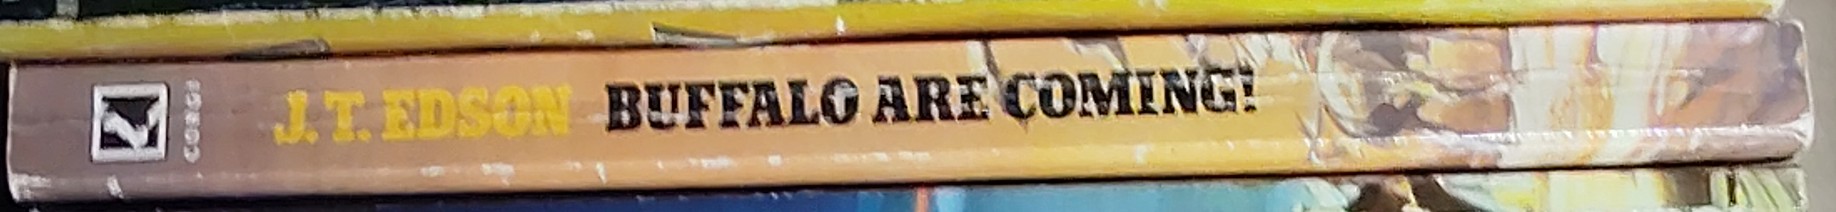 CORGI
J.T. EDSON BUFFALO ARE COMING!